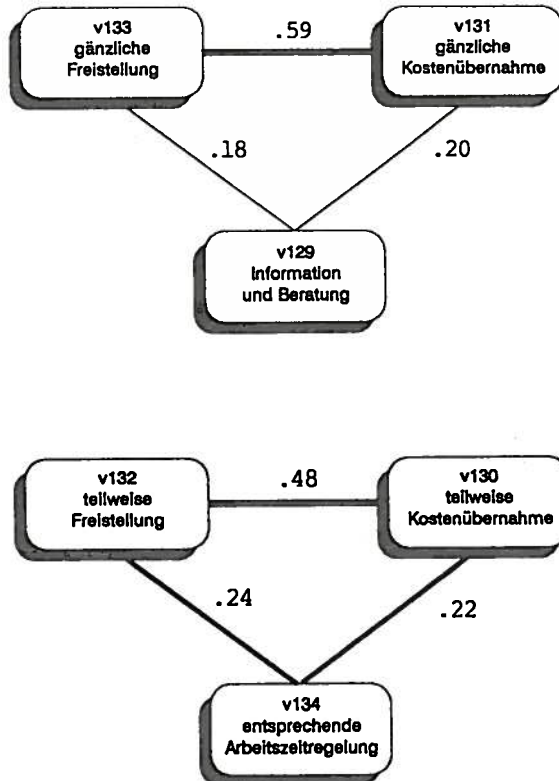 v133
gänzliche
Freistellung
.59
v131
gänzliche
Kostenübernahme
.18
.20
v129
Information
und Beratung
v132
teilweise
Freistellung
.48
v130
teilweise
Kostenübernahme
.24
.22
v134
entsprechende
Arbeitszeitregelung